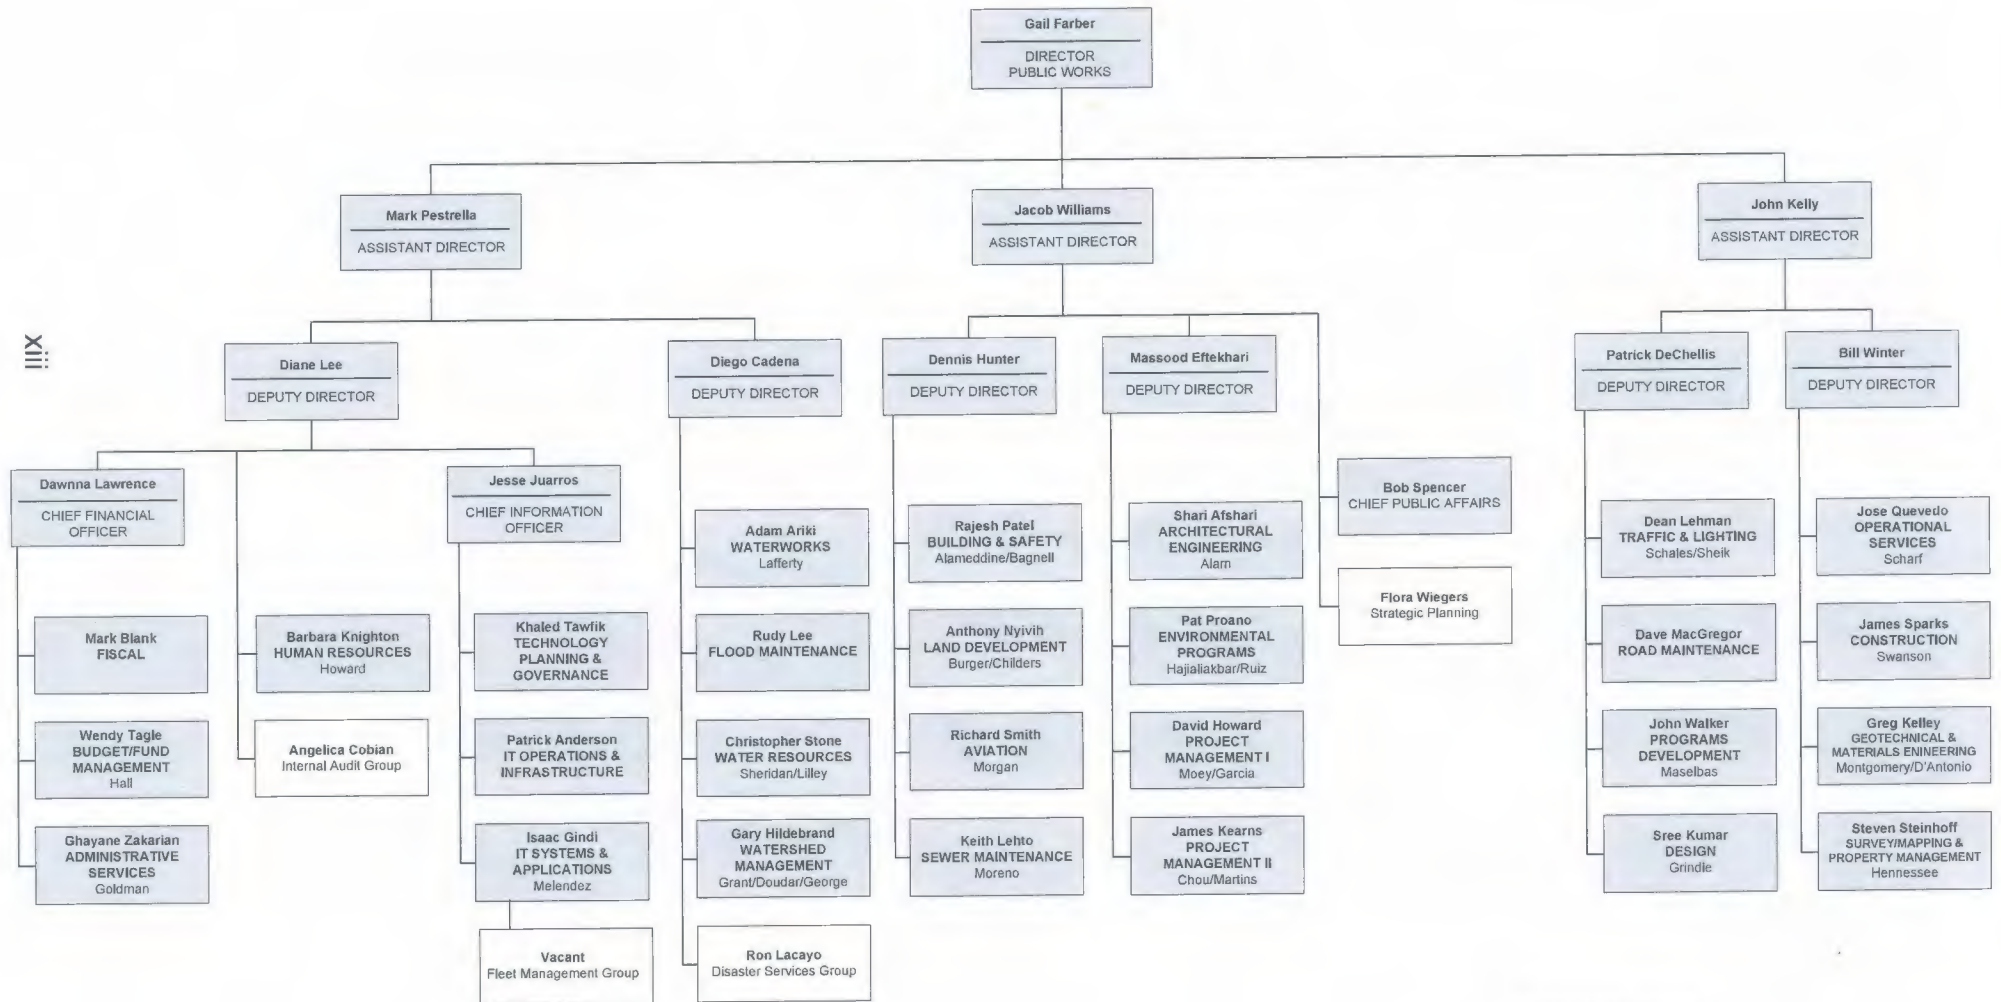 Gail Farber
DIRECTOR
PUBLIC WORKS
Mark Pestrella
ASSISTANT DIRECTOR
Jacob Williams
ASSISTANT DIRECTOR
John Kelly
ASSISTANT DIRECTOR
xiii
Diane Lee
DEPUTY DIRECTOR
Diego Cadena
DEPUTY DIRECTOR
Dennis Hunter
DEPUTY DIRECTOR
Massood Eftekhari
DEPUTY DIRECTOR
Patrick DeChellis
DEPUTY DIRECTOR
Bill Winter
DEPUTY DIRECTOR
Dawnna Lawrence
CHIEF FINANCIAL
OFFICER
Jesse Juarros
CHIEF INFORMATION
OFFICER
Mark Blank
FISCAL
Wendy Tagle
BUDGET/FUND
MANAGEMENT
Hall
Ghayane Zakarian
ADMINISTRATIVE
SERVICES
Goldman
Barbara Knighton
HUMAN RESOURCES
Howard
Angelica Cobian
Internal Audit Group
Khaled Tawfik
TECHNOLOGY
PLANNING &
GOVERNANCE
Patrick Anderson
IT OPERATIONS &
INFRASTRUCTURE
Isaac Gindi
IT SYSTEMS &
APPLICATIONS
Melendez
Vacant
Fleet Management Group
Adam Ariki
WATERWORKS
Lafferty
Rudy Lee
FLOOD MAINTENANCE
Christopher Stone
WATER RESOURCES
Sheridan/Lilley
Gary Hildebrand
WATERSHED
MANAGEMENT
Grant/Doudar/George
Ron Lacayo
Disaster Services Group
Rajesh Patel
BUILDING & SAFETY
Alameddine/Bagnell
Anthony Nyivih
LAND DEVELOPMENT
Burger/Childers
Richard Smith
AVIATION
Morgan
Keith Lehto
SEWER MAINTENANCE
Moreno
Shari Afshari
ARCHITECTURAL
ENGINEERING
Alam
Pat Proano
ENVIRONMENTAL
PROGRAMS
Hajialiakbar/Ruiz
David Howard
PROJECT
MANAGEMENT I
Moey/Garcia
James Kearns
PROJECT
MANAGEMENT II
Chou/Martins
Bob Spencer
CHIEF PUBLIC AFFAIRS
Flora Wiegers
Strategic Planning
Dean Lehman
TRAFFIC & LIGHTING
Schales/Sheik
Dave MacGregor
ROAD MAINTENANCE
John Walker
PROGRAMS
DEVELOPMENT
Maselbas
Sree Kumar
DESIGN
Grindle
Jose Quevedo
OPERATIONAL
SERVICES
Scharf
James Sparks
CONSTRUCTION
Swanson
Greg Kelley
GEOTECHNICAL &
MATERIALS ENINEERING
Montgomery/D'Antonio
Steven Steinhoff
SURVEY/MAPPING &
PROPERTY MANAGEMENT
Hennessee